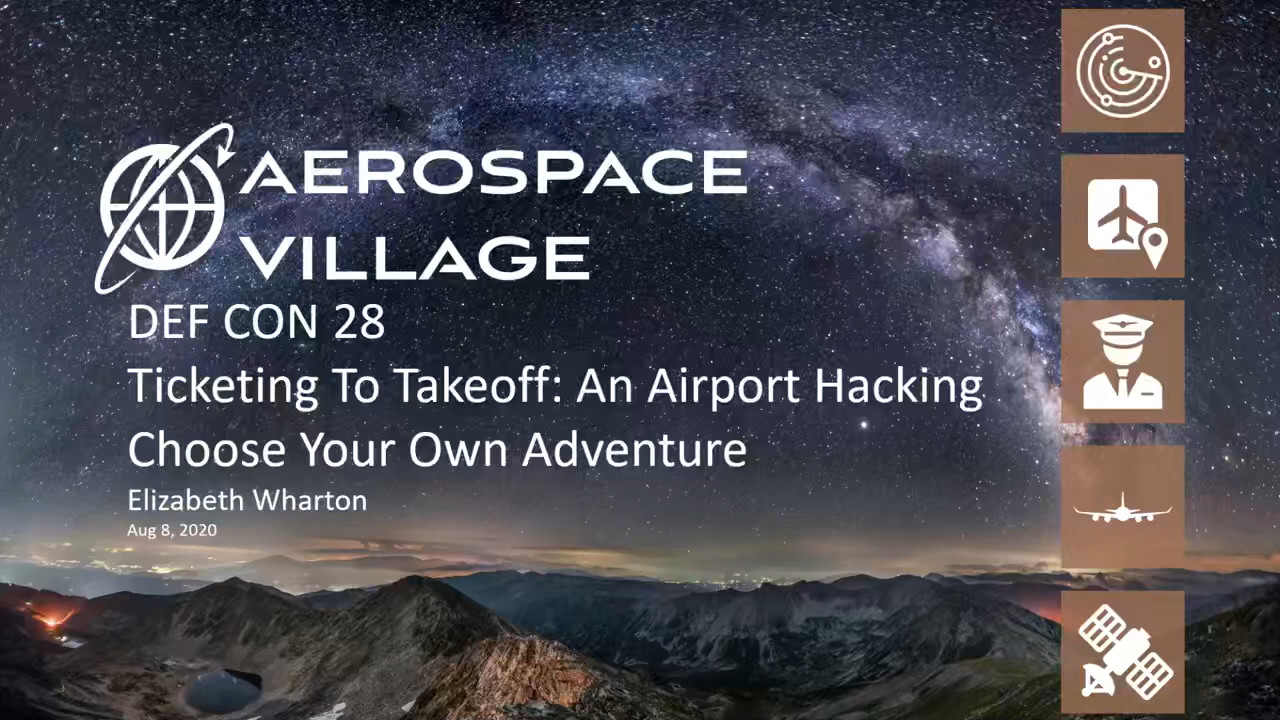 AEROSPACE
VILLAGE
DEF CON 28
Ticketing To Takeoff: An Airport Hacking
Choose Your Own Adventure
Elizabeth Wharton
Aug 8, 2020